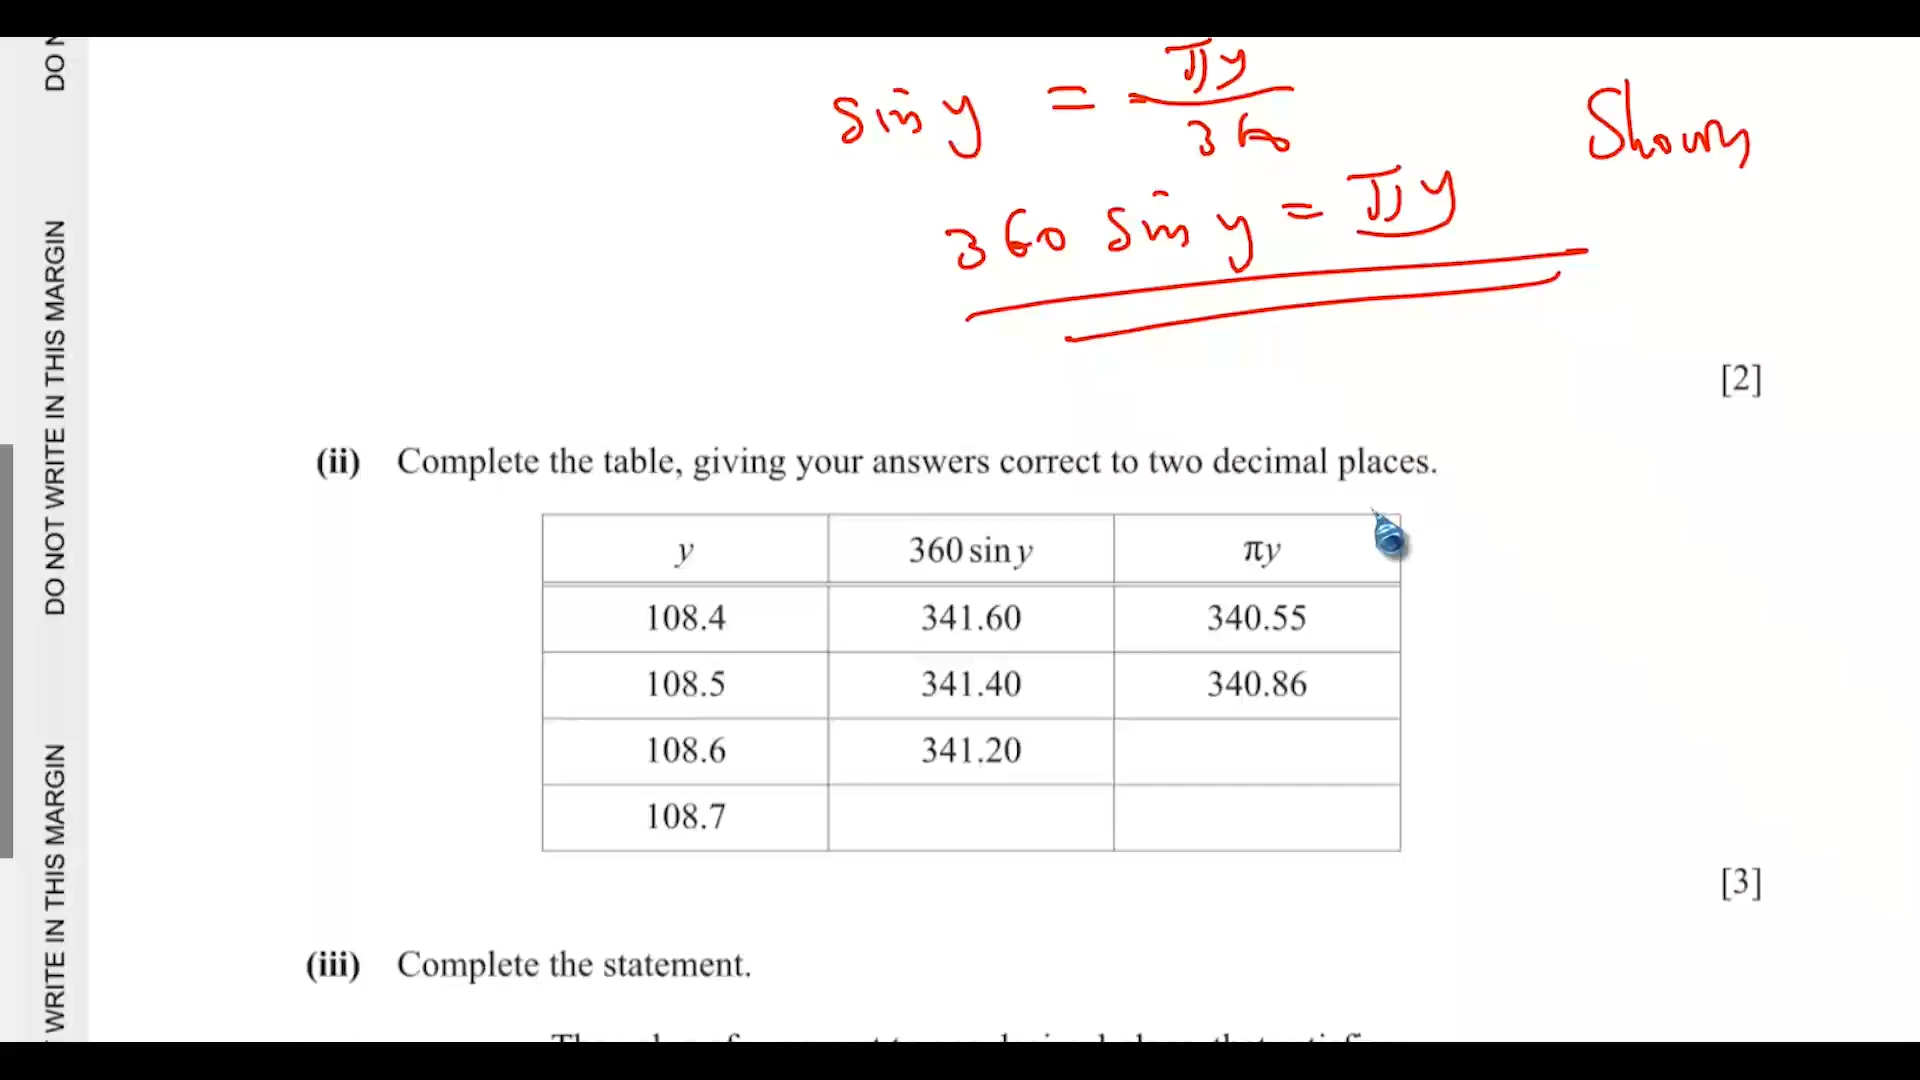 sin y = πy/360 Shown
360 sin y = πy
[2]
(ii) Complete the table, giving your answers correct to two decimal places.
y 360 sin y πy
108.4 341.60 340.55
108.5 341.40 340.86
108.6 341.20
108.7
[3]
(iii) Complete the statement.
DO NOT WRITE IN THIS MARGIN
WRITE IN THIS MARGIN